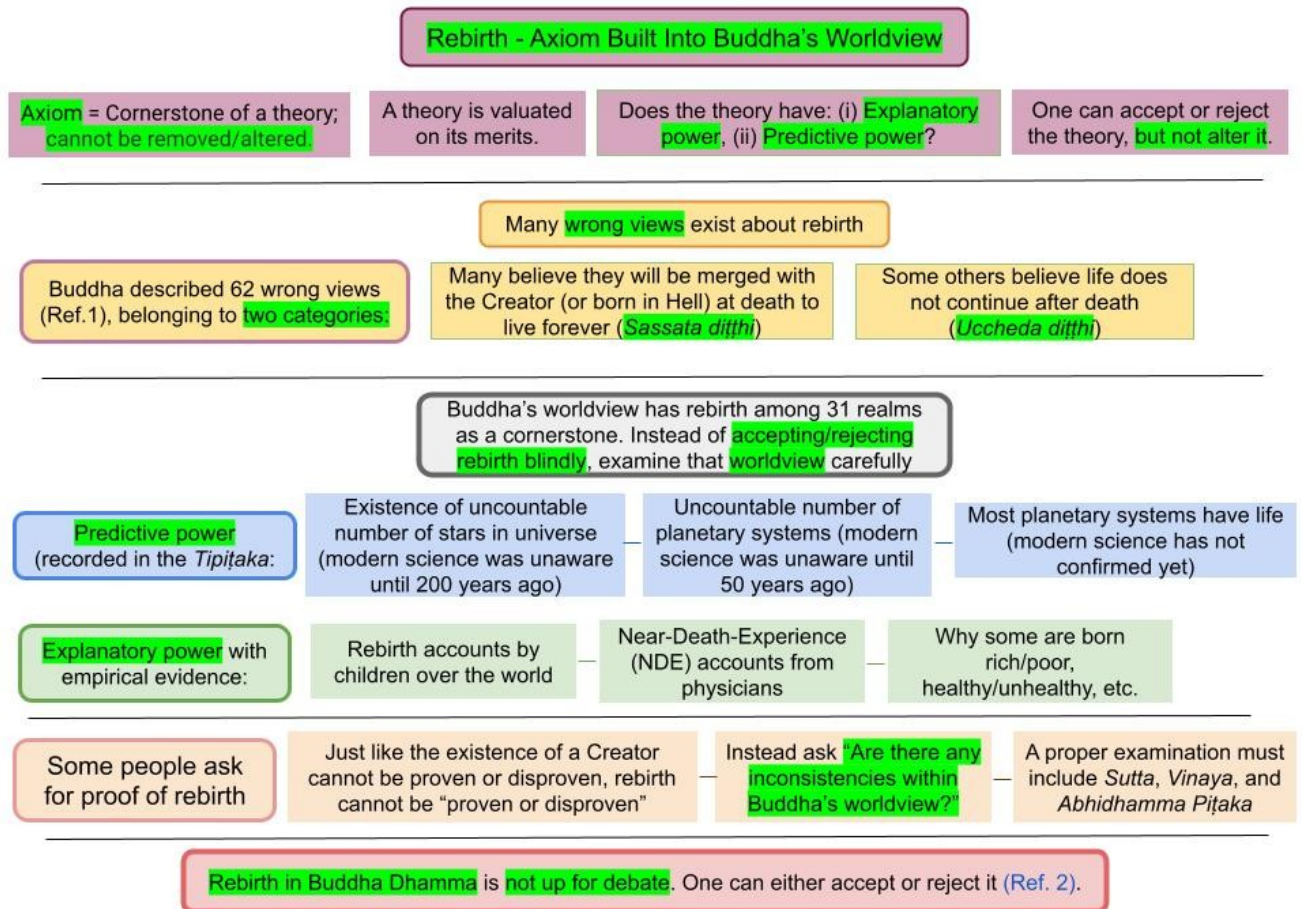 Rebirth - Axiom Built Into Buddha's Worldview
Axiom = Cornerstone of a theory;
cannot be removed/altered.
A theory is valuated
on its merits.
Does the theory have: (i) Explanatory
power, (ii) Predictive power?
One can accept or reject
the theory, but not alter it.
Many wrong views exist about rebirth
Buddha described 62 wrong views
(Ref.1), belonging to two categories:
Many believe they will be merged with
the Creator (or born in Hell) at death to
live forever (Sassata diṭṭhi)
Some others believe life does
not continue after death
(Uccheda diṭṭhi)
Buddha's worldview has rebirth among 31 realms
as a cornerstone. Instead of accepting/rejecting
rebirth blindly, examine that worldview carefully
Predictive power
(recorded in the Tipiṭaka:
Existence of uncountable
number of stars in universe
(modern science was unaware
until 200 years ago)
Uncountable number of
planetary systems (modern
science was unaware until
50 years ago)
Most planetary systems have life
(modern science has not
confirmed yet)
Explanatory power with
empirical evidence:
Rebirth accounts by
children over the world
Near-Death-Experience
(NDE) accounts from
physicians
Why some are born
rich/poor,
healthy/unhealthy, etc.
Some people ask
for proof of rebirth
Just like the existence of a Creator
cannot be proven or disproven, rebirth
cannot be "proven or disproven"
Instead ask "Are there any
inconsistencies within
Buddha's worldview?"
A proper examination must
include Sutta, Vinaya, and
Abhidhamma Piṭaka
Rebirth in Buddha Dhamma is not up for debate. One can either accept or reject it (Ref. 2).